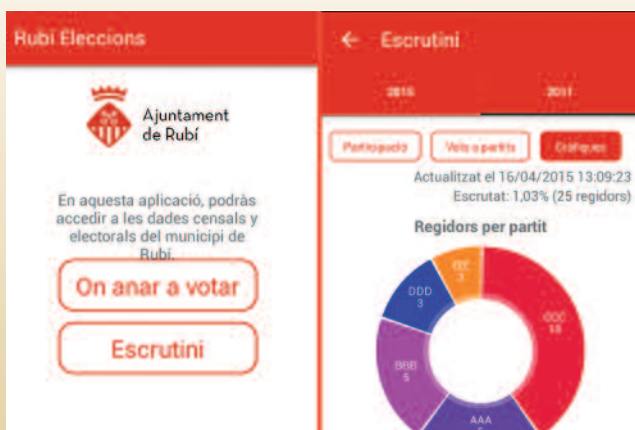 Rubí Eleccions
Ajuntament
de Rubí
En aquesta aplicació, podràs
accedir a les dades censals y
electorals del municipi de
Rubí.
On anar a votar
Escrutini
Escrutini
2015
2011
Participació
Vots a partits
Gràfiques
Actualitzat el 16/04/2015 13:09:23
Escrutat: 1,03% (25 regidors)
Regidors per partit
EEE
3
DDD
3
CCC
BBB
5
AAA